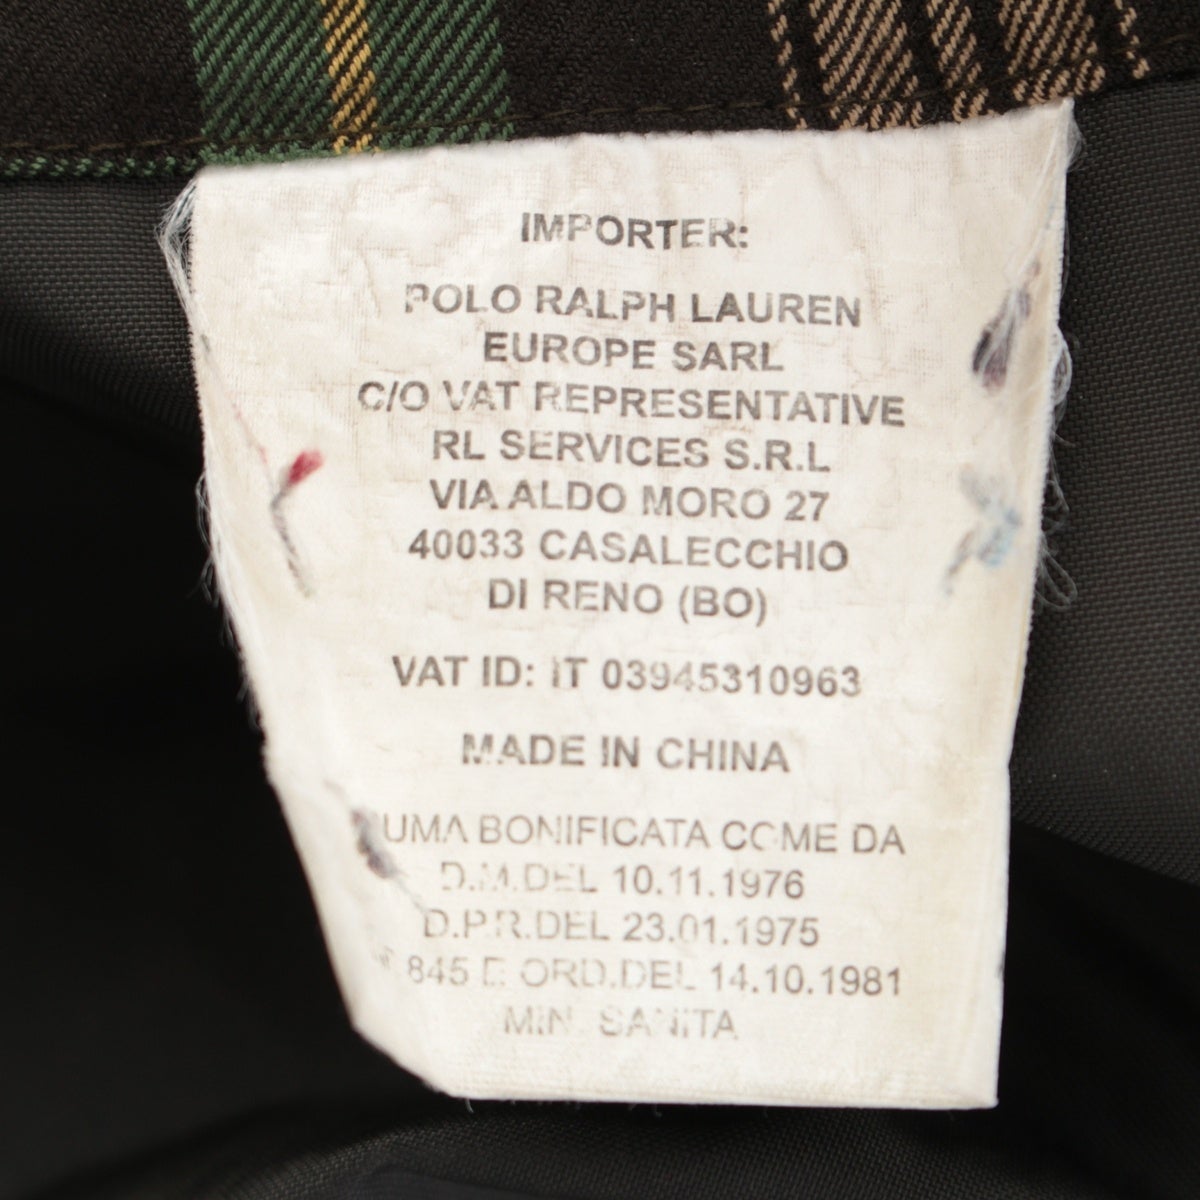 IMPORTER:
POLO RALPH LAUREN
EUROPE SARL
C/O VAT REPRESENTATIVE
RL SERVICES S.R.L
VIA ALDO MORO 27
40033 CASALECCHIO
DI RENO (BO)
VAT ID: IT 03945310963
MADE IN CHINA
BONIFICATA COME DA
D.M.DEL 10.11.1976
D.P.R.DEL 23.01.1975
845 E ORD.DEL 14.10.1981
MIN. SANITA